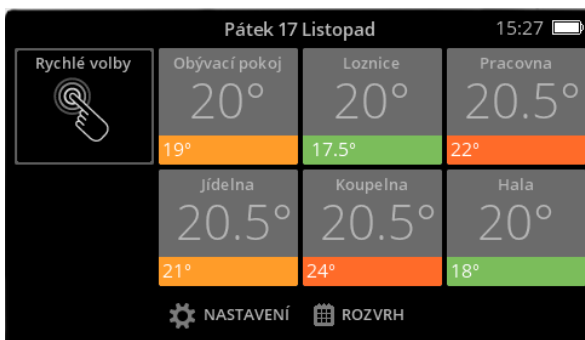 Pátek 17 Listopad 15:27
Rychlé volby Obývací pokoj Loznice Pracovna
20° 20° 20.5°
19° 17.5° 22°
Jídelna Koupelna Hala
20.5° 20.5° 20°
21° 24° 18°
NASTAVENÍ ROZVRH